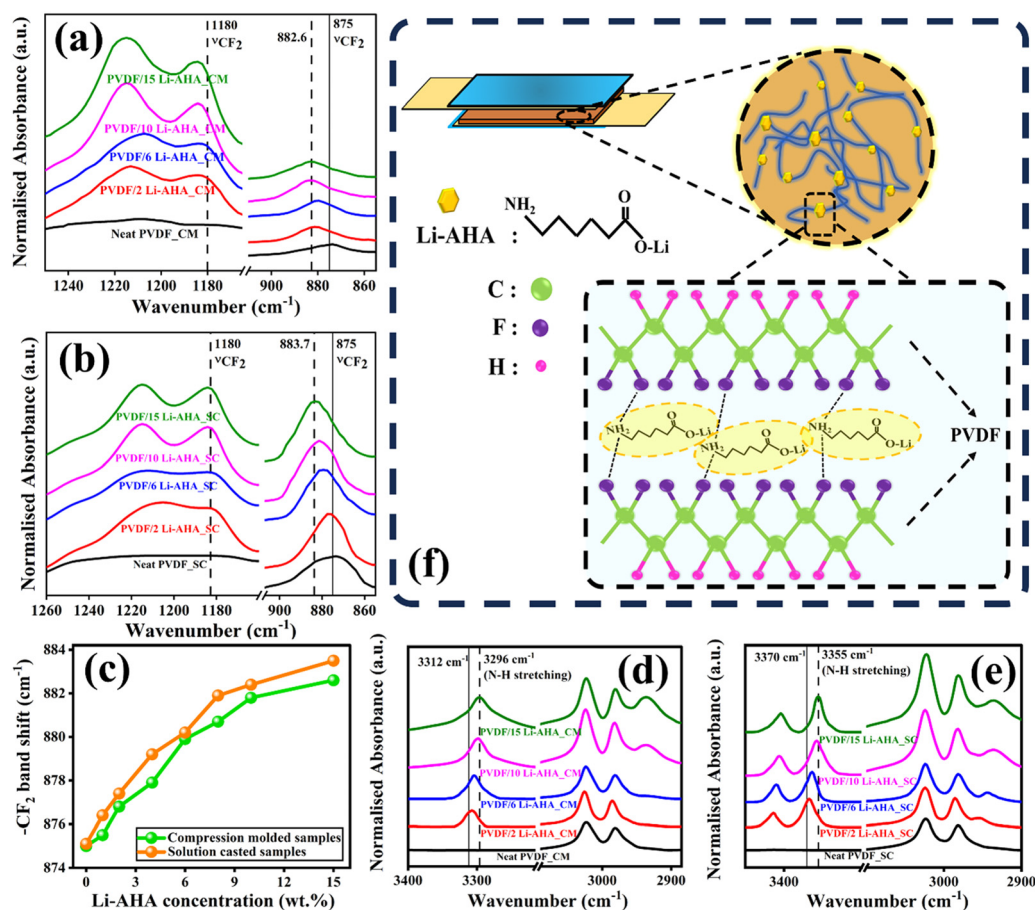 (a)
1180
νCF2
882.6
875
νCF2
PVDF/15 Li-AHA_CM
PVDF/10 Li-AHA_CM
PVDF/6 Li-AHA_CM
PVDF/2 Li-AHA_CM
Neat PVDF_CM
Normalised Absorbance (a.u.)
1240 1220 1200 1180 880 860
Wavenumber (cm-1)
(b)
1180
νCF2
883.7
875
νCF2
PVDF/15 Li-AHA_SC
PVDF/10 Li-AHA_SC
PVDF/6 Li-AHA_SC
PVDF/2 Li-AHA_SC
Neat PVDF_SC
Normalised Absorbance (a.u.)
1260 1240 1220 1200 1180 900 880 860
Wavenumber (cm-1)
(f)
Li-AHA :
NH2
O
O-Li
C :
F :
H :
NH2
O
O-Li
NH2
O
O-Li
NH2
O
O-Li
PVDF
(c)
-CF2 band shift (cm-1)
884
882
880
878
876
874
Compression molded samples
Solution casted samples
0 3 6 9 12 15
Li-AHA concentration (wt.%)
(d)
3312 cm-1
3296 cm-1
(N-H stretching)
PVDF/15 Li-AHA_CM
PVDF/10 Li-AHA_CM
PVDF/6 Li-AHA_CM
PVDF/2 Li-AHA_CM
Neat PVDF_CM
Normalised Absorbance (a.u.)
3400 3300 3000 2900
Wavenumber (cm-1)
(e)
3370 cm-1
3355 cm-1
(N-H stretching)
PVDF/15 Li-AHA_SC
PVDF/10 Li-AHA_SC
PVDF/6 Li-AHA_SC
PVDF/2 Li-AHA_SC
Neat PVDF_SC
Normalised Absorbance (a.u.)
3400 3000 2900
Wavenumber (cm-1)